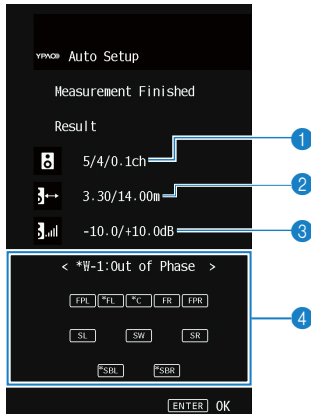 YPAO Auto Setup
Measurement Finished
Result
5/4/0.1ch
1
3.30/14.00m
2
-10.0/+10.0dB
3
< *W-1:Out of Phase >
FPL *FL *C FR FPR
4
SL SW SR
*SBL *SBR
ENTER OK